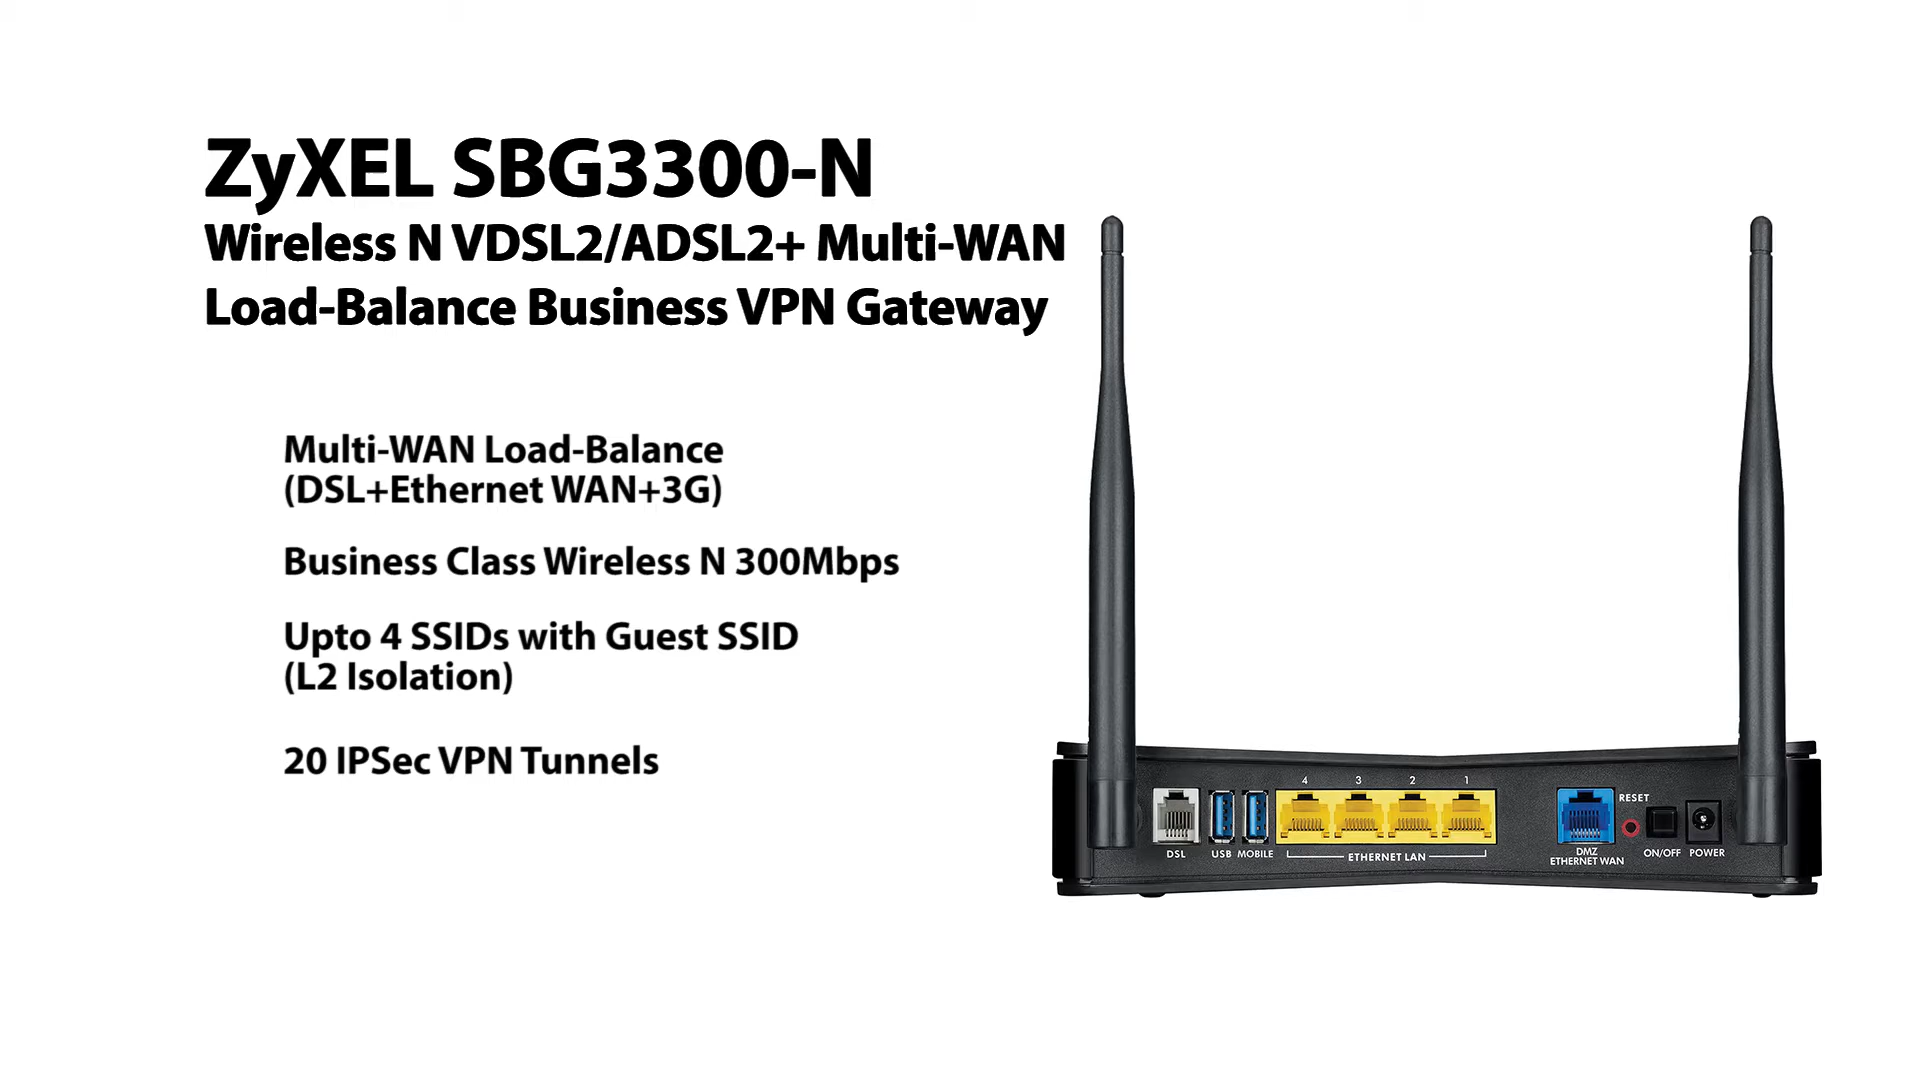 ZyXEL SBG3300-N
Wireless N VDSL2/ADSL2+ Multi-WAN
Load-Balance Business VPN Gateway
Multi-WAN Load-Balance
(DSL+Ethernet WAN+3G)
Business Class Wireless N 300Mbps
Upto 4 SSIDs with Guest SSID
(L2 Isolation)
20 IPSec VPN Tunnels
4 3 2 1
RESET
DSL USB MOBILE ETHERNET LAN
DMZ
ETHERNET WAN
ON/OFF POWER